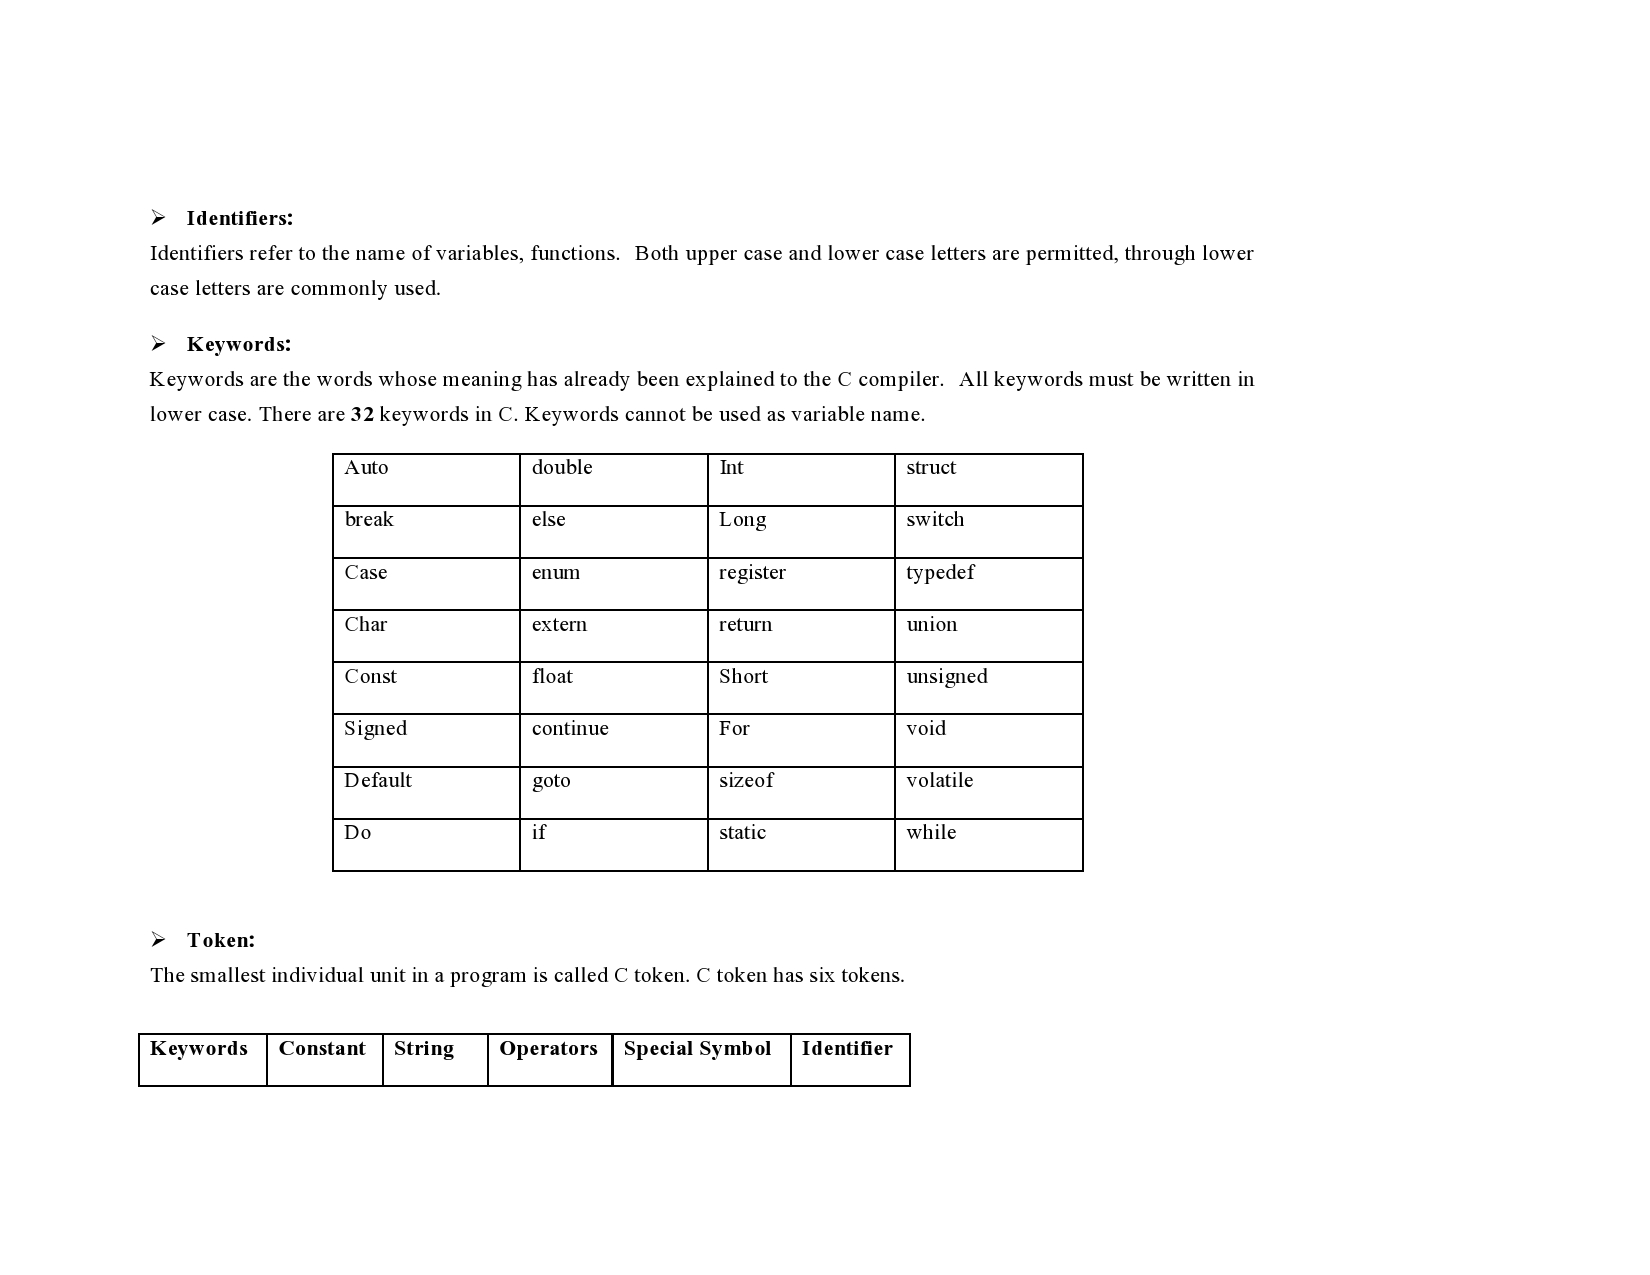 ➢ Identifiers:
Identifiers refer to the name of variables, functions. Both upper case and lower case letters are permitted, through lower
case letters are commonly used.
➢ Keywords:
Keywords are the words whose meaning has already been explained to the C compiler. All keywords must be written in
lower case. There are 32 keywords in C. Keywords cannot be used as variable name.
Auto double Int struct
break else Long switch
Case enum register typedef
Char extern return union
Const float Short unsigned
Signed continue For void
Default goto sizeof volatile
Do if static while
➢ Token:
The smallest individual unit in a program is called C token. C token has six tokens.
Keywords Constant String Operators Special Symbol Identifier